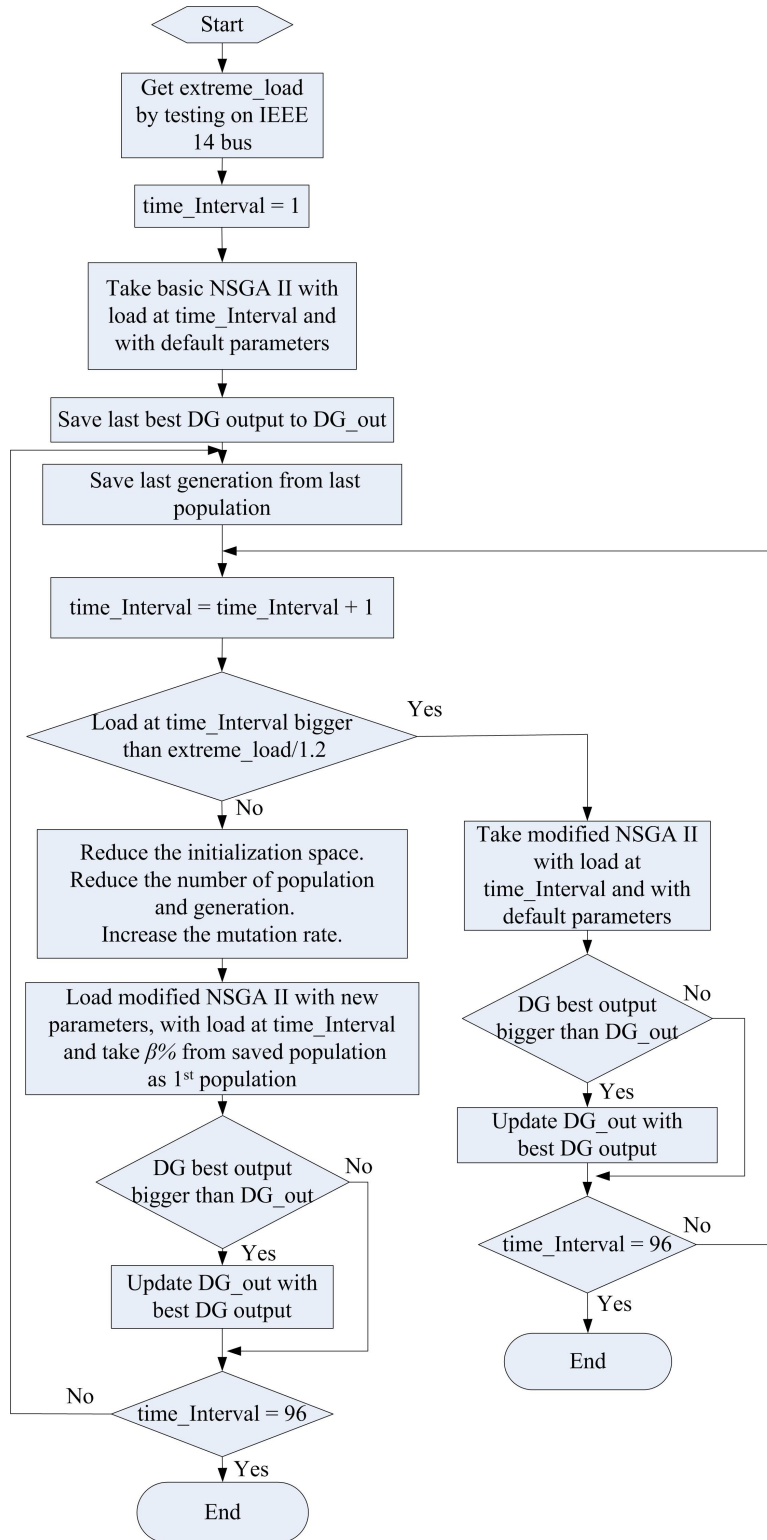 Start
Get extreme_load
by testing on IEEE
14 bus
time_Interval = 1
Take basic NSGA II with
load at time_Interval and
with default parameters
Save last best DG output to DG_out
Save last generation from last
population
time_Interval = time_Interval + 1
Load at time_Interval bigger
than extreme_load/1.2
Yes
No
Reduce the initialization space.
Reduce the number of population
and generation.
Increase the mutation rate.
Load modified NSGA II with new
parameters, with load at time_Interval
and take β% from saved population
as 1st population
DG best output
bigger than DG_out
No
Yes
Update DG_out with
best DG output
time_Interval = 96
No
Yes
End
Take modified NSGA II
with load at
time_Interval and with
default parameters
DG best output
bigger than DG_out
No
Yes
Update DG_out with
best DG output
time_Interval = 96
No
Yes
End